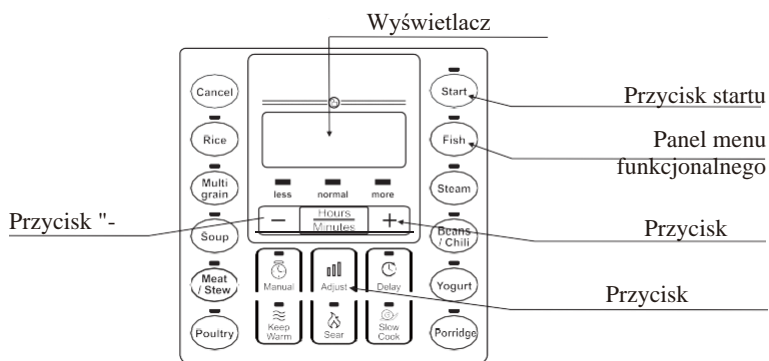 Wyświetlacz
Cancel
Start
Przycisk startu
Rice
Fish
Panel menu
funkcjonalnego
Multi
grain
less
normal
more
Steam
Przycisk "-
−
Hours
Minutes
+
Przycisk
Soup
Beans
/ Chili
Meat
/ Stew
Manual
Adjust
Delay
Yogurt
Przycisk
Poultry
Keep
Warm
Sear
Slow
Cook
Porridge